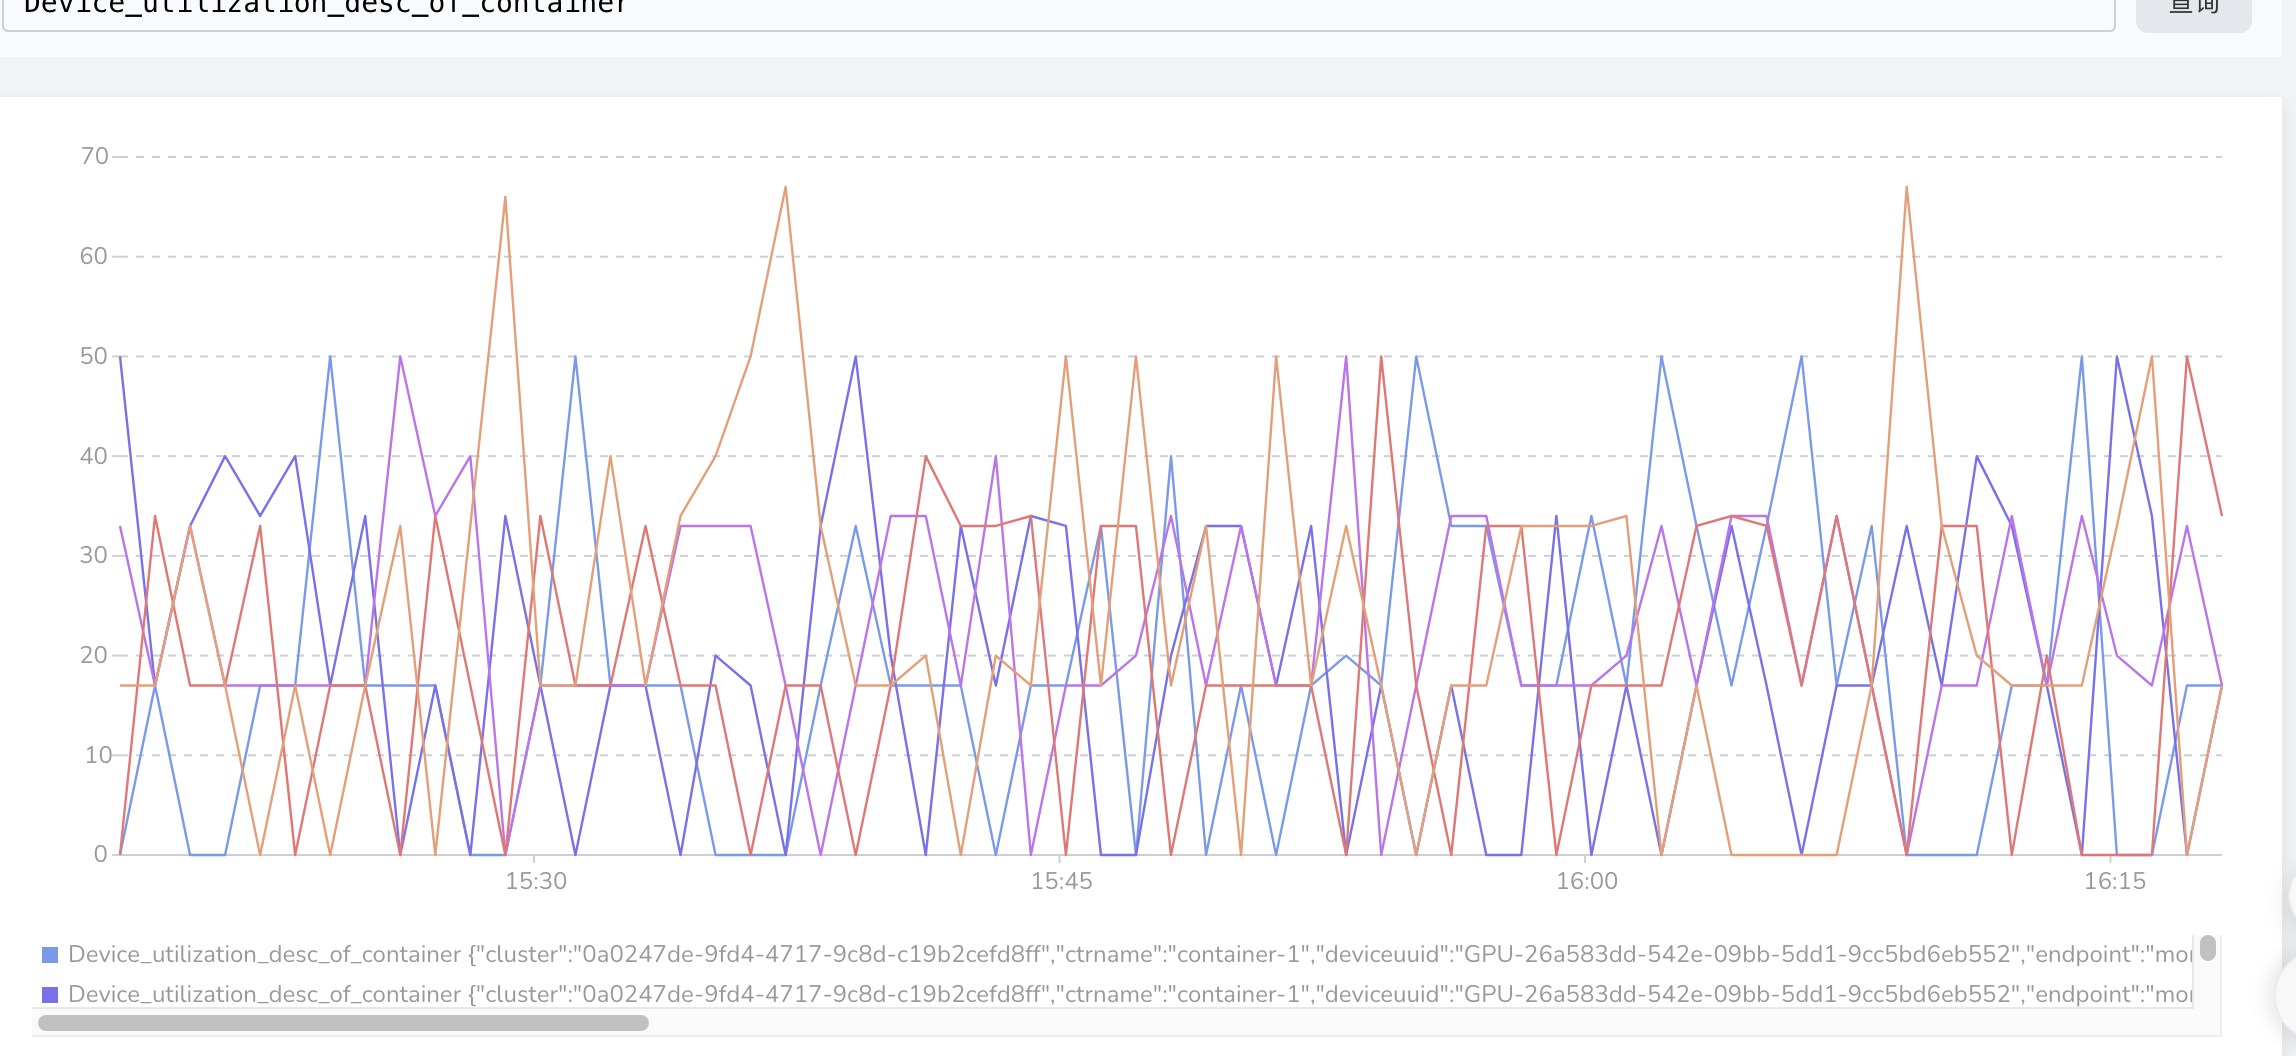 Device_utilization_desc_of_container
查询
70
60
50
40
30
20
10
0
15:30 15:45 16:00 16:15
Device_utilization_desc_of_container {"cluster":"0a0247de-9fd4-4717-9c8d-c19b2cefd8ff","ctrname":"container-1","deviceuuid":"GPU-26a583dd-542e-09bb-5dd1-9cc5bd6eb552","endpoint":"mor
Device_utilization_desc_of_container {"cluster":"0a0247de-9fd4-4717-9c8d-c19b2cefd8ff","ctrname":"container-1","deviceuuid":"GPU-26a583dd-542e-09bb-5dd1-9cc5bd6eb552","endpoint":"mor